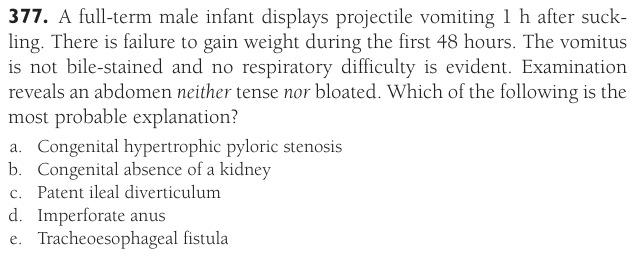 377. A full-term male infant displays projectile vomiting 1 h after suck-
ling. There is failure to gain weight during the first 48 hours. The vomitus
is not bile-stained and no respiratory difficulty is evident. Examination
reveals an abdomen neither tense nor bloated. Which of the following is the
most probable explanation?
a. Congenital hypertrophic pyloric stenosis
b. Congenital absence of a kidney
c. Patent ileal diverticulum
d. Imperforate anus
e. Tracheoesophageal fistula